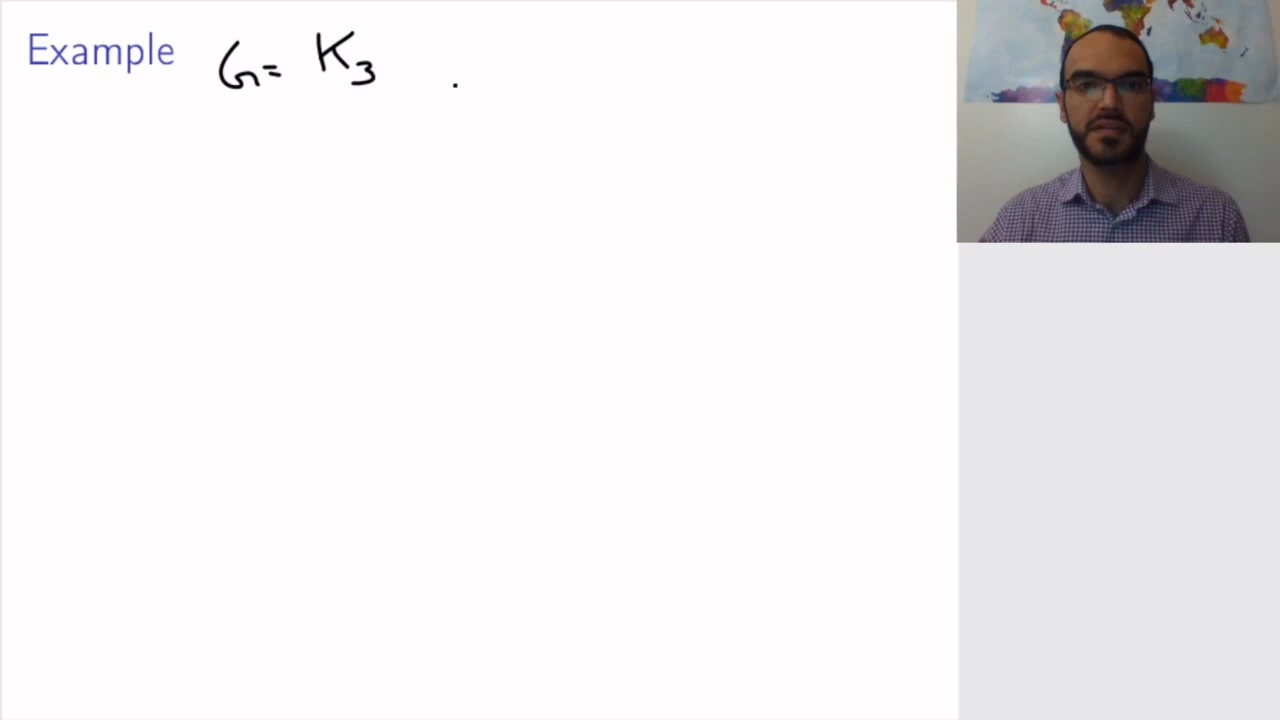 Example G = K₃